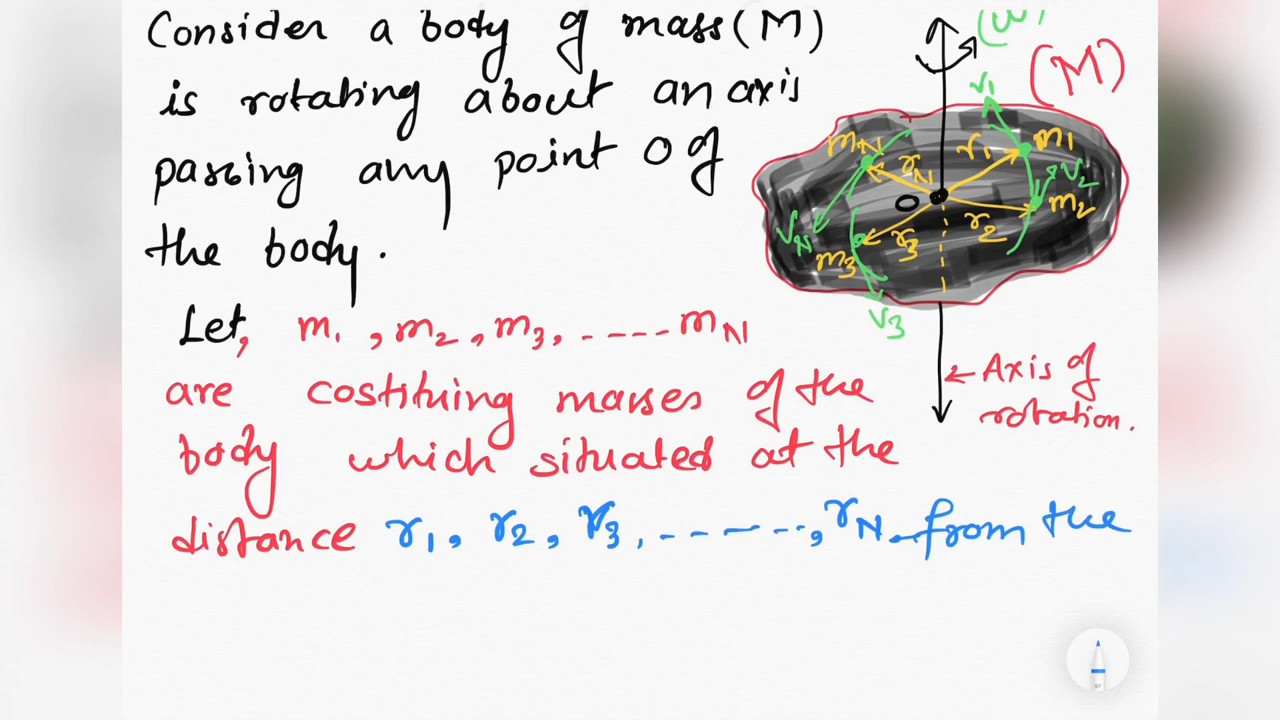 Consider a body of mass (M)
is rotating about an axis
passing any point O of
the body.
Let, m1, m2, m3, ..... mN
are costituing masses of the
body which situated at the
distance r1, r2, r3, ......., rN from the
(ω)
(M)
v1
mN
rN
r1
m1
v2
O
m2
vN
r3
r2
m3
v3
← Axis of
rotation.